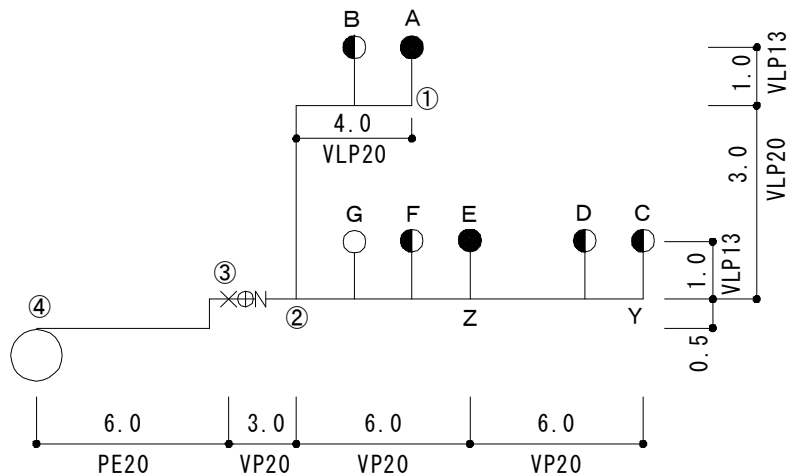 B A
①
1.0
VLP13
4.0
VLP20
3.0
VLP20
G F E D C
③
1.0
VLP13
④
②
Z
Y
0.5
6.0
3.0
6.0
6.0
PE20
VP20
VP20
VP20